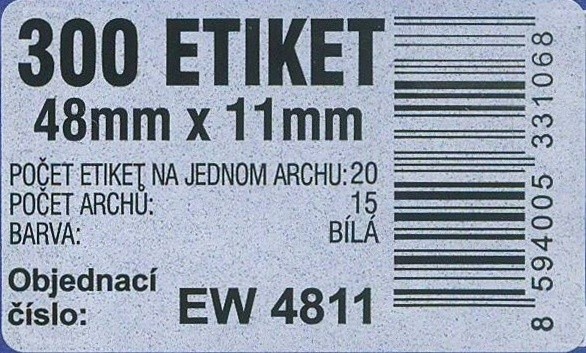 300 ETIKET
48mm x 11mm
POČET ETIKET NA JEDNOM ARCHU: 20
POČET ARCHŮ: 15
BARVA: BÍLÁ
Objednací
číslo: EW 4811
8 594005 331068